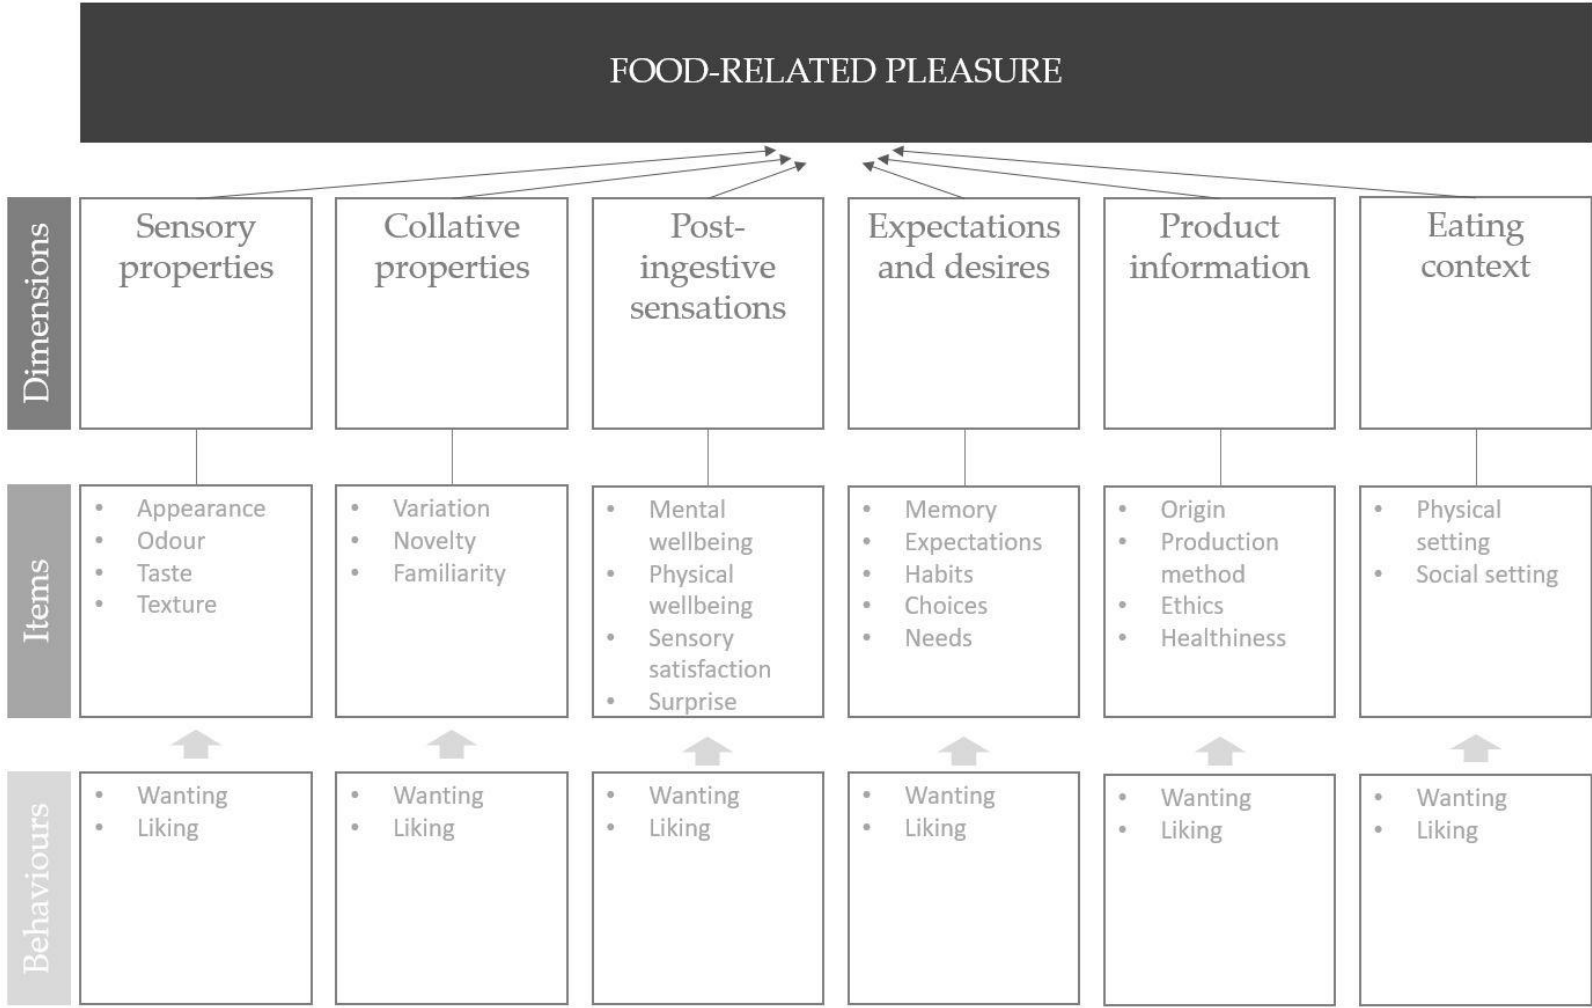 FOOD-RELATED PLEASURE
Dimensions
Sensory
properties
Collative
properties
Post-
ingestive
sensations
Expectations
and desires
Product
information
Eating
context
Items
• Appearance
• Odour
• Taste
• Texture
• Variation
• Novelty
• Familiarity
• Mental
wellbeing
• Physical
wellbeing
• Sensory
satisfaction
• Surprise
• Memory
• Expectations
• Habits
• Choices
• Needs
• Origin
• Production
method
• Ethics
• Healthiness
• Physical
setting
• Social setting
Behaviours
• Wanting
• Liking
• Wanting
• Liking
• Wanting
• Liking
• Wanting
• Liking
• Wanting
• Liking
• Wanting
• Liking